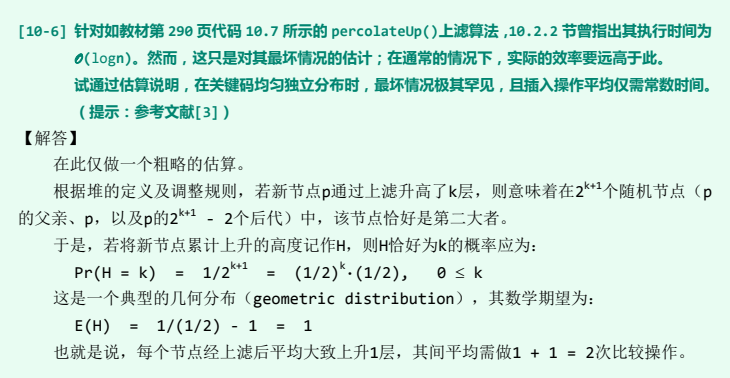 [10-6] 针对如教材第 290 页代码 10.7 所示的 percolateUp()上滤算法 ,10.2.2 节曾指出其执行时间为
O(logn)。然而，这只是对其最坏情况的估计；在通常的情况下，实际的效率要远高于此。
试通过估算说明，在关键码均匀独立分布时，最坏情况极其罕见，且插入操作平均仅需常数时间。
（提示：参考文献[3]）
【解答】
在此仅做一个粗略的估算。
根据堆的定义及调整规则，若新节点p通过上滤升高了k层，则意味着在2^{k+1}个随机节点（p
的父亲、p，以及p的2^{k+1} - 2个后代）中，该节点恰好是第二大者。
于是，若将新节点累计上升的高度记作H，则H恰好为k的概率应为：
Pr(H = k) = 1/2^{k+1} = (1/2)^k·(1/2), 0 ≤ k
这是一个典型的几何分布（geometric distribution），其数学期望为：
E(H) = 1/(1/2) - 1 = 1
也就是说，每个节点经上滤后平均大致上升1层，其间平均需做1 + 1 = 2次比较操作。